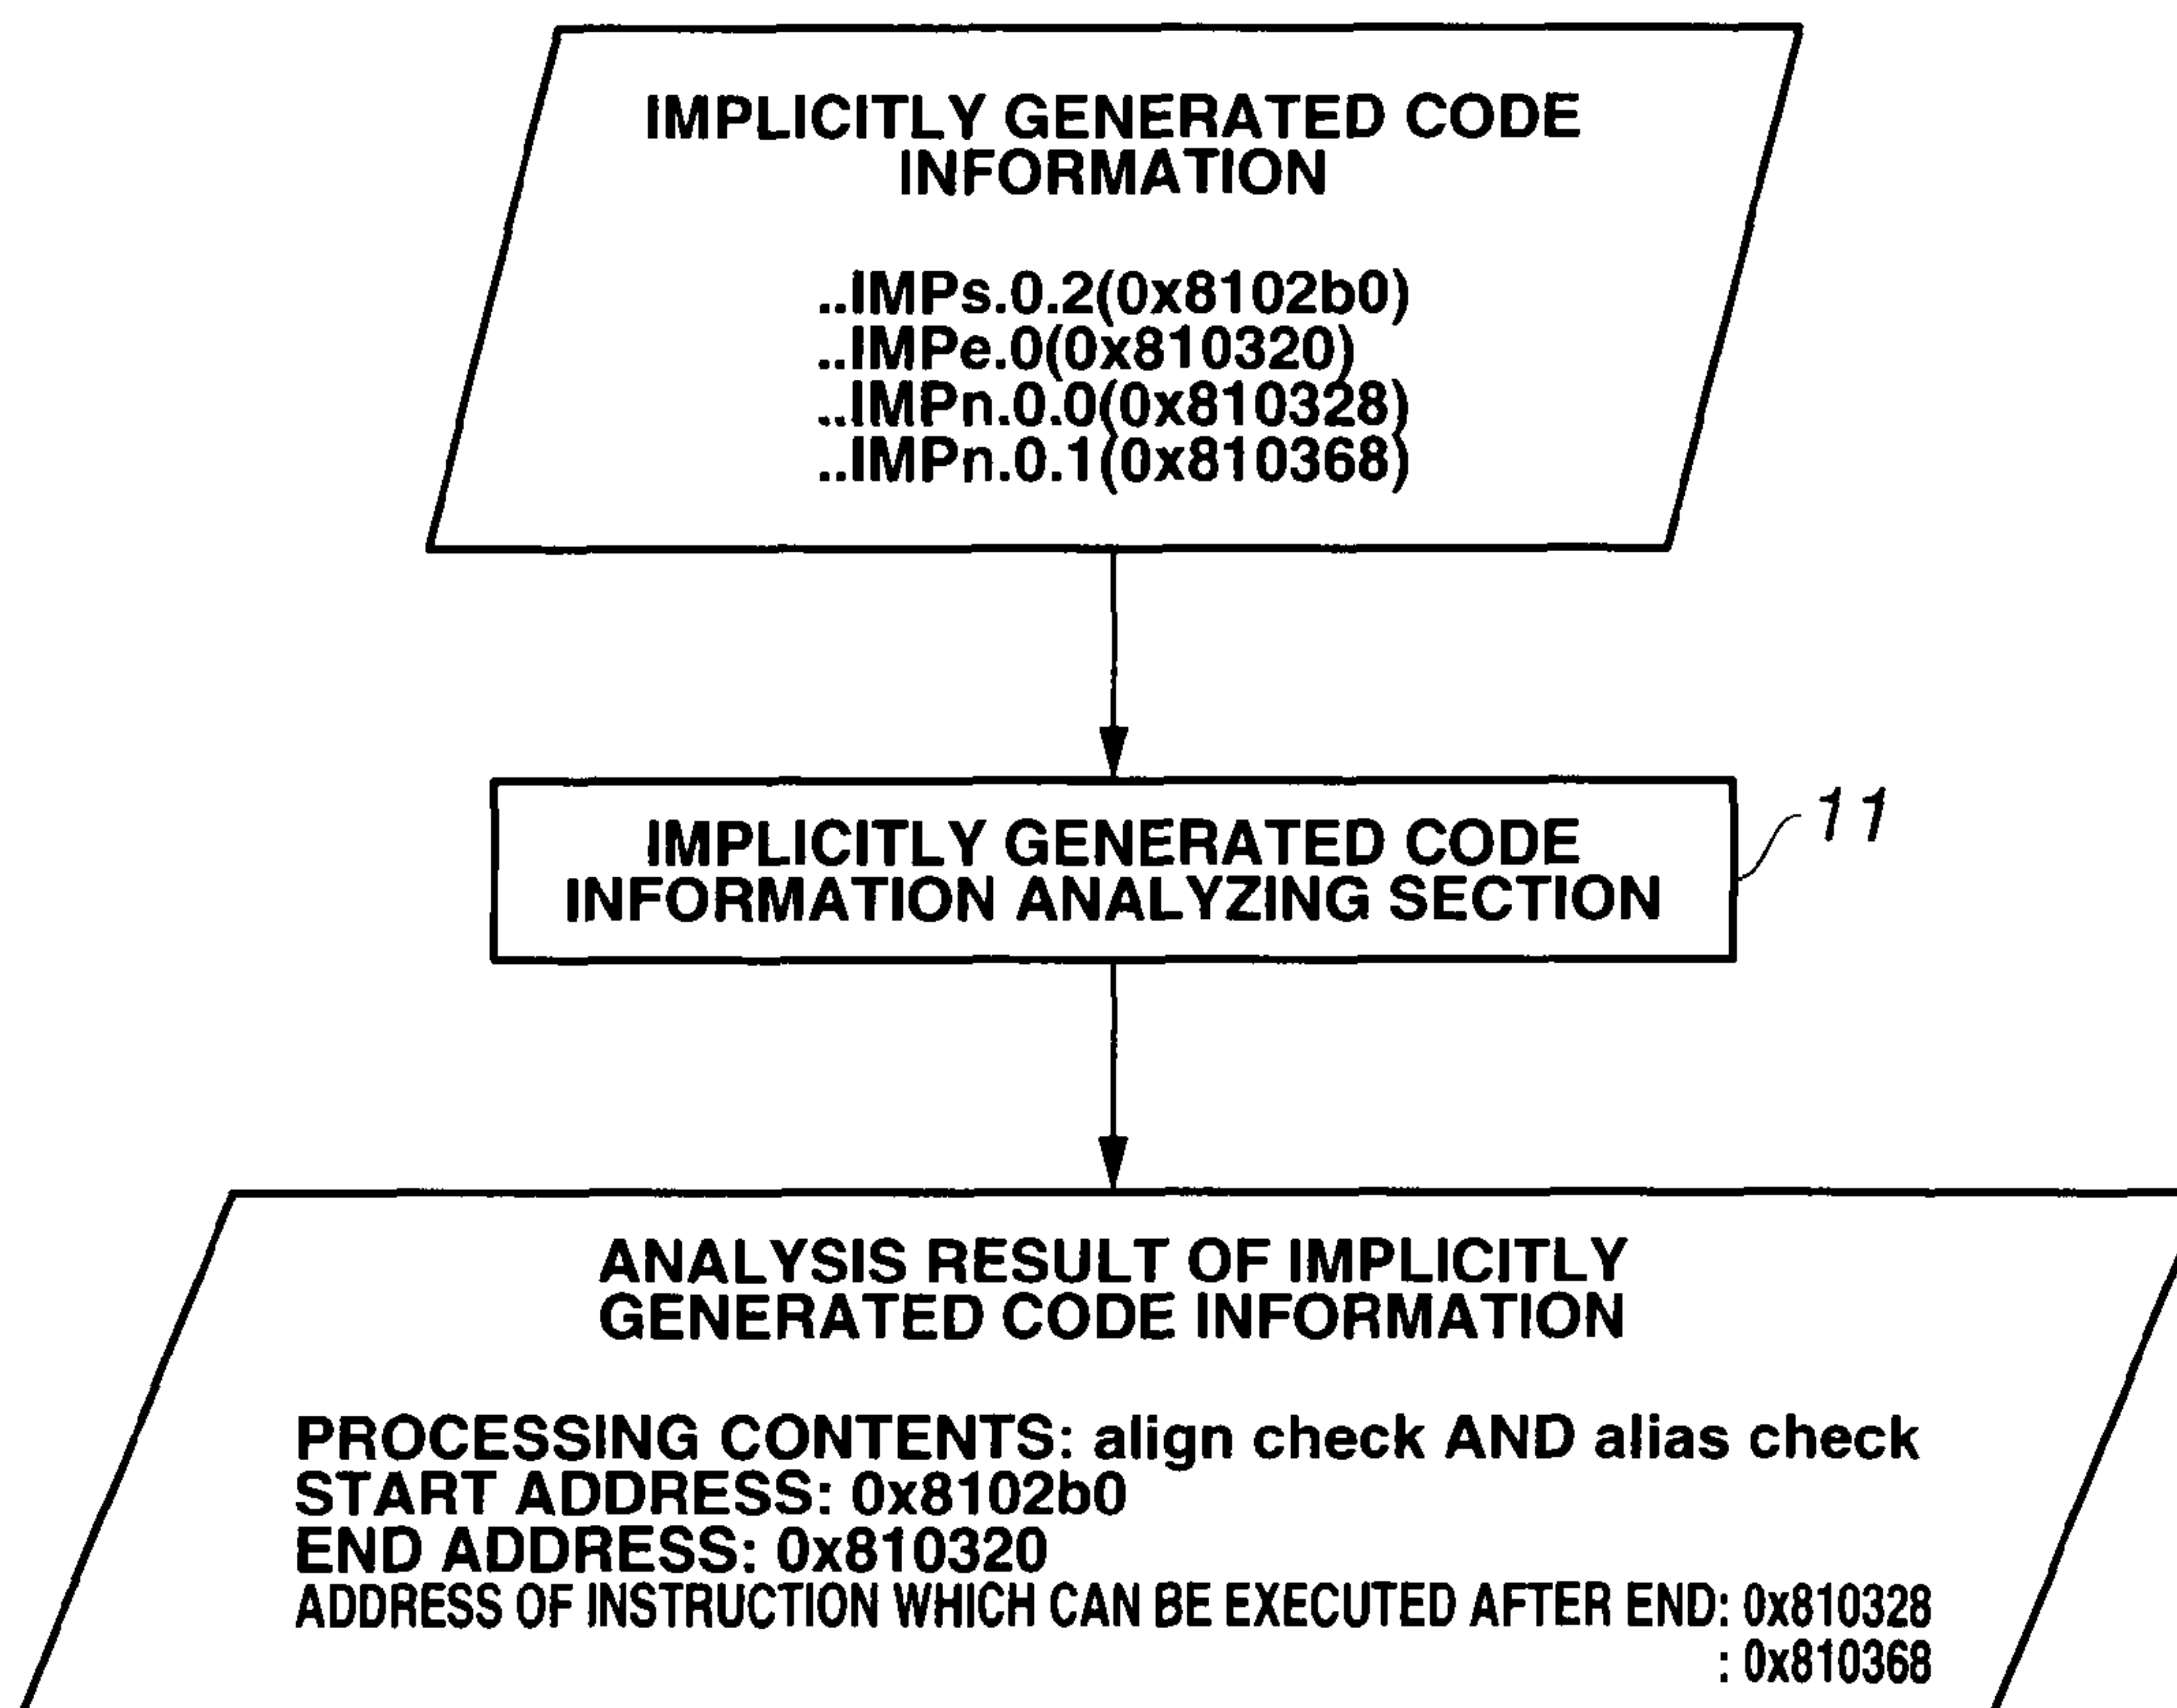 IMPLICITLY GENERATED CODE
INFORMATION
..IMPs.0.2(0x8102b0)
..IMPe.0(0x810320)
..IMPn.0.0(0x810328)
..IMPn.0.1(0x810368)
IMPLICITLY GENERATED CODE
INFORMATION ANALYZING SECTION
11
ANALYSIS RESULT OF IMPLICITLY
GENERATED CODE INFORMATION
PROCESSING CONTENTS: align check AND alias check
START ADDRESS: 0x8102b0
END ADDRESS: 0x810320
ADDRESS OF INSTRUCTION WHICH CAN BE EXECUTED AFTER END: 0x810328
: 0x810368